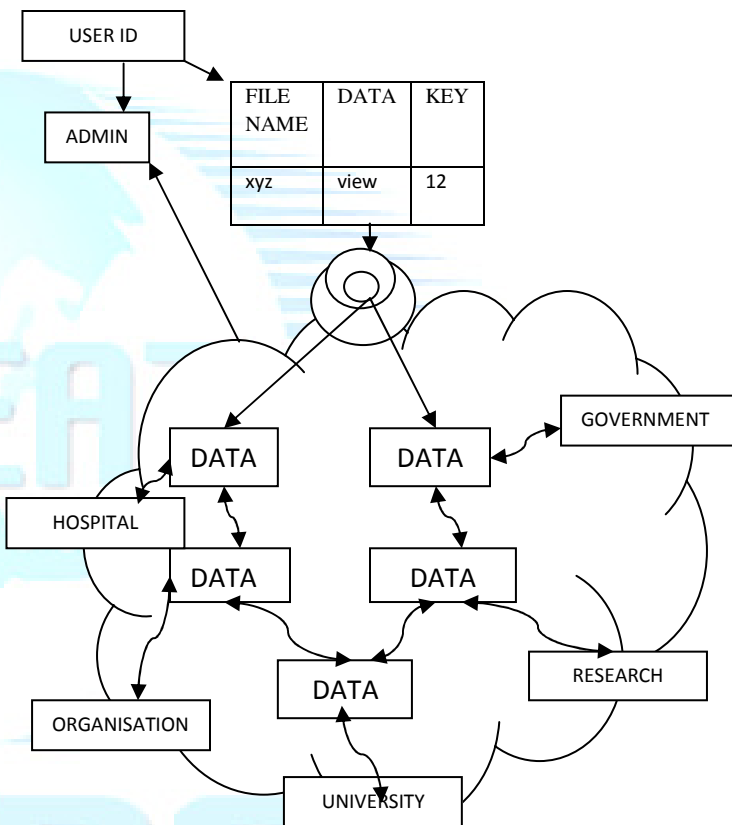 USER ID
ADMIN
FILE NAME DATA KEY
xyz view 12
DATA DATA
GOVERNMENT
HOSPITAL
DATA DATA
DATA
RESEARCH
ORGANISATION
UNIVERSITY